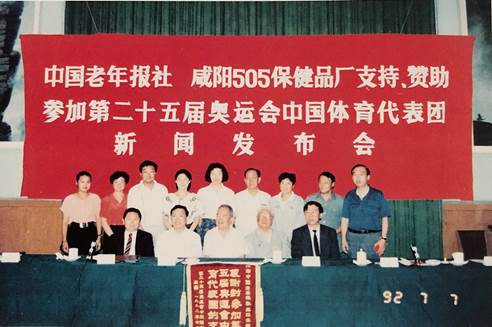 中国老年报社 咸阳505保健品厂支持、赞助
参加第二十五届奥运会中国体育代表团
新闻发布会
92 7 7